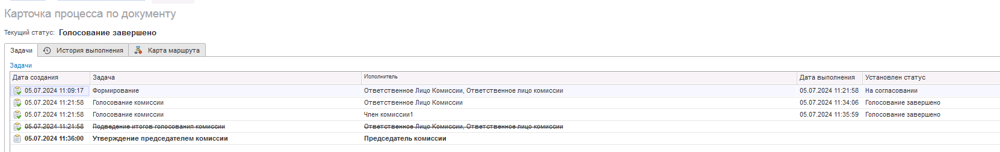 Карточка процесса по документу
Текущий статус: Голосование завершено
Задачи История выполнения Карта маршрута
Задачи
Дата создания Задача Исполнитель Дата выполнения Установлен статус
05.07.2024 11:09:17 Формирование Ответственное Лицо Комиссии, Ответственное лицо комиссии 05.07.2024 11:21:58 На согласовании
05.07.2024 11:21:58 Голосование комиссии Ответственное Лицо Комиссии 05.07.2024 11:34:06 Голосование завершено
05.07.2024 11:21:58 Голосование комиссии Член комиссии1 05.07.2024 11:35:59 Голосование завершено
05.07.2024 11:21:58 Подведение итогов голосования комиссии Ответственное Лицо Комиссии, Ответственное лицо комиссии
05.07.2024 11:36:00 Утверждение председателем комиссии Председатель комиссии